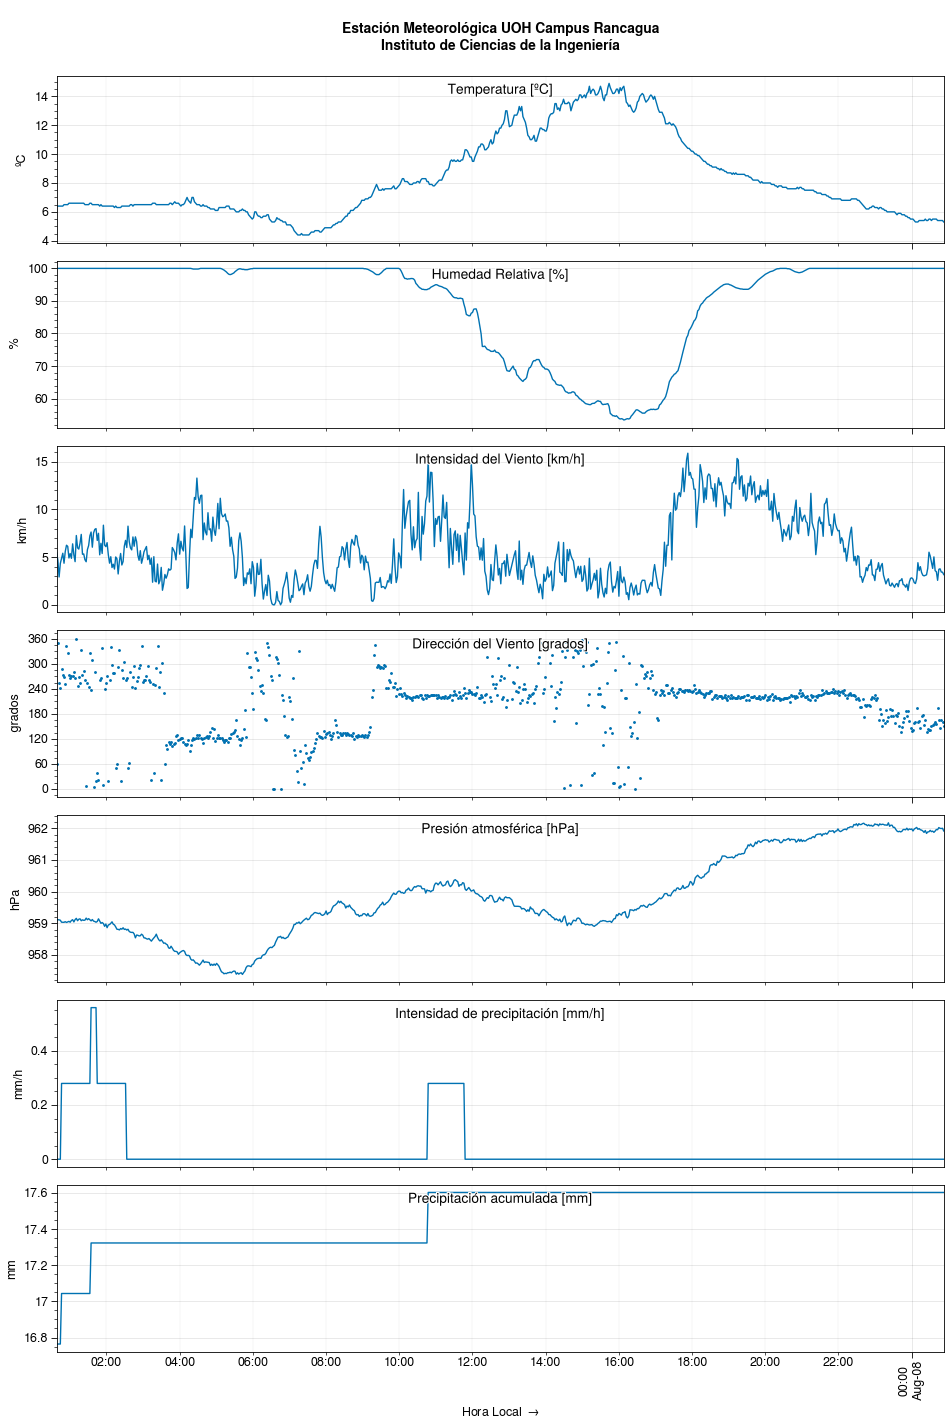 Estación Meteorológica UOH Campus Rancagua
Instituto de Ciencias de la Ingeniería
Temperatura [ºC]
ºC
14
12
10
8
6
4
Humedad Relativa [%]
%
100
90
80
70
60
Intensidad del Viento [km/h]
km/h
15
10
5
0
Dirección del Viento [grados]
grados
360
300
240
180
120
60
0
Presión atmosférica [hPa]
hPa
962
961
960
959
958
Intensidad de precipitación [mm/h]
mm/h
0.4
0.2
0
Precipitación acumulada [mm]
mm
17.6
17.4
17.2
17
16.8
02:00 04:00 06:00 08:00 10:00 12:00 14:00 16:00 18:00 20:00 22:00
00:00
Aug-08
Hora Local →